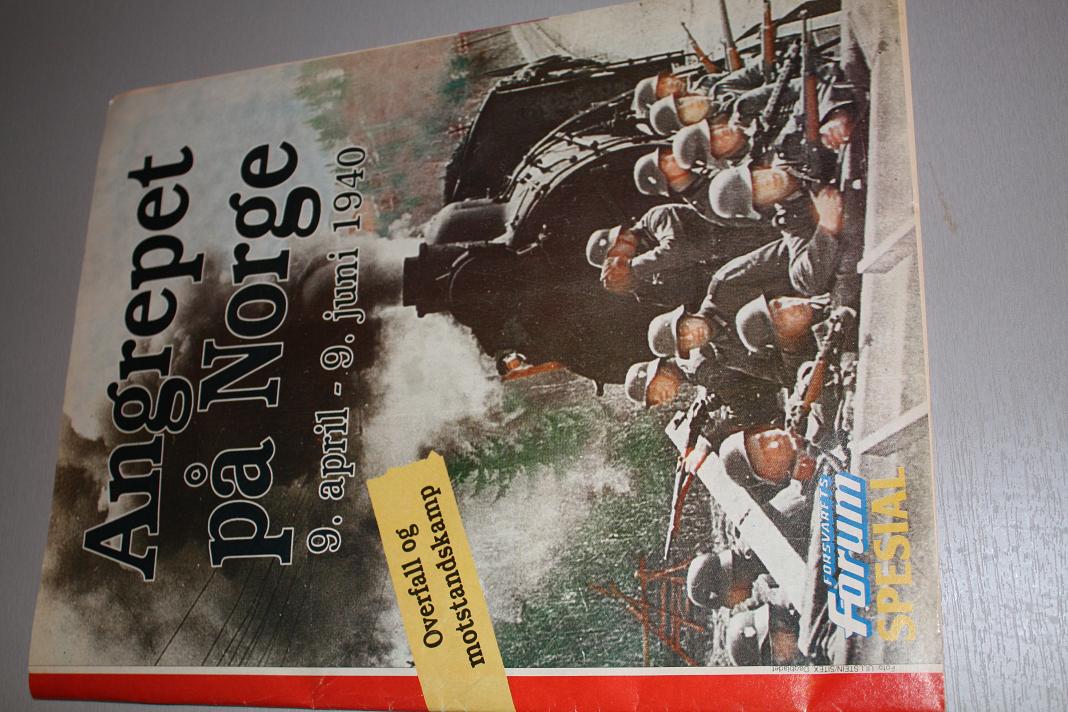 Angrepet
på Norge
9. april - 9. juni 1940
Overfall og
motstandskamp
FORSVARETS
forum
SPESIAL